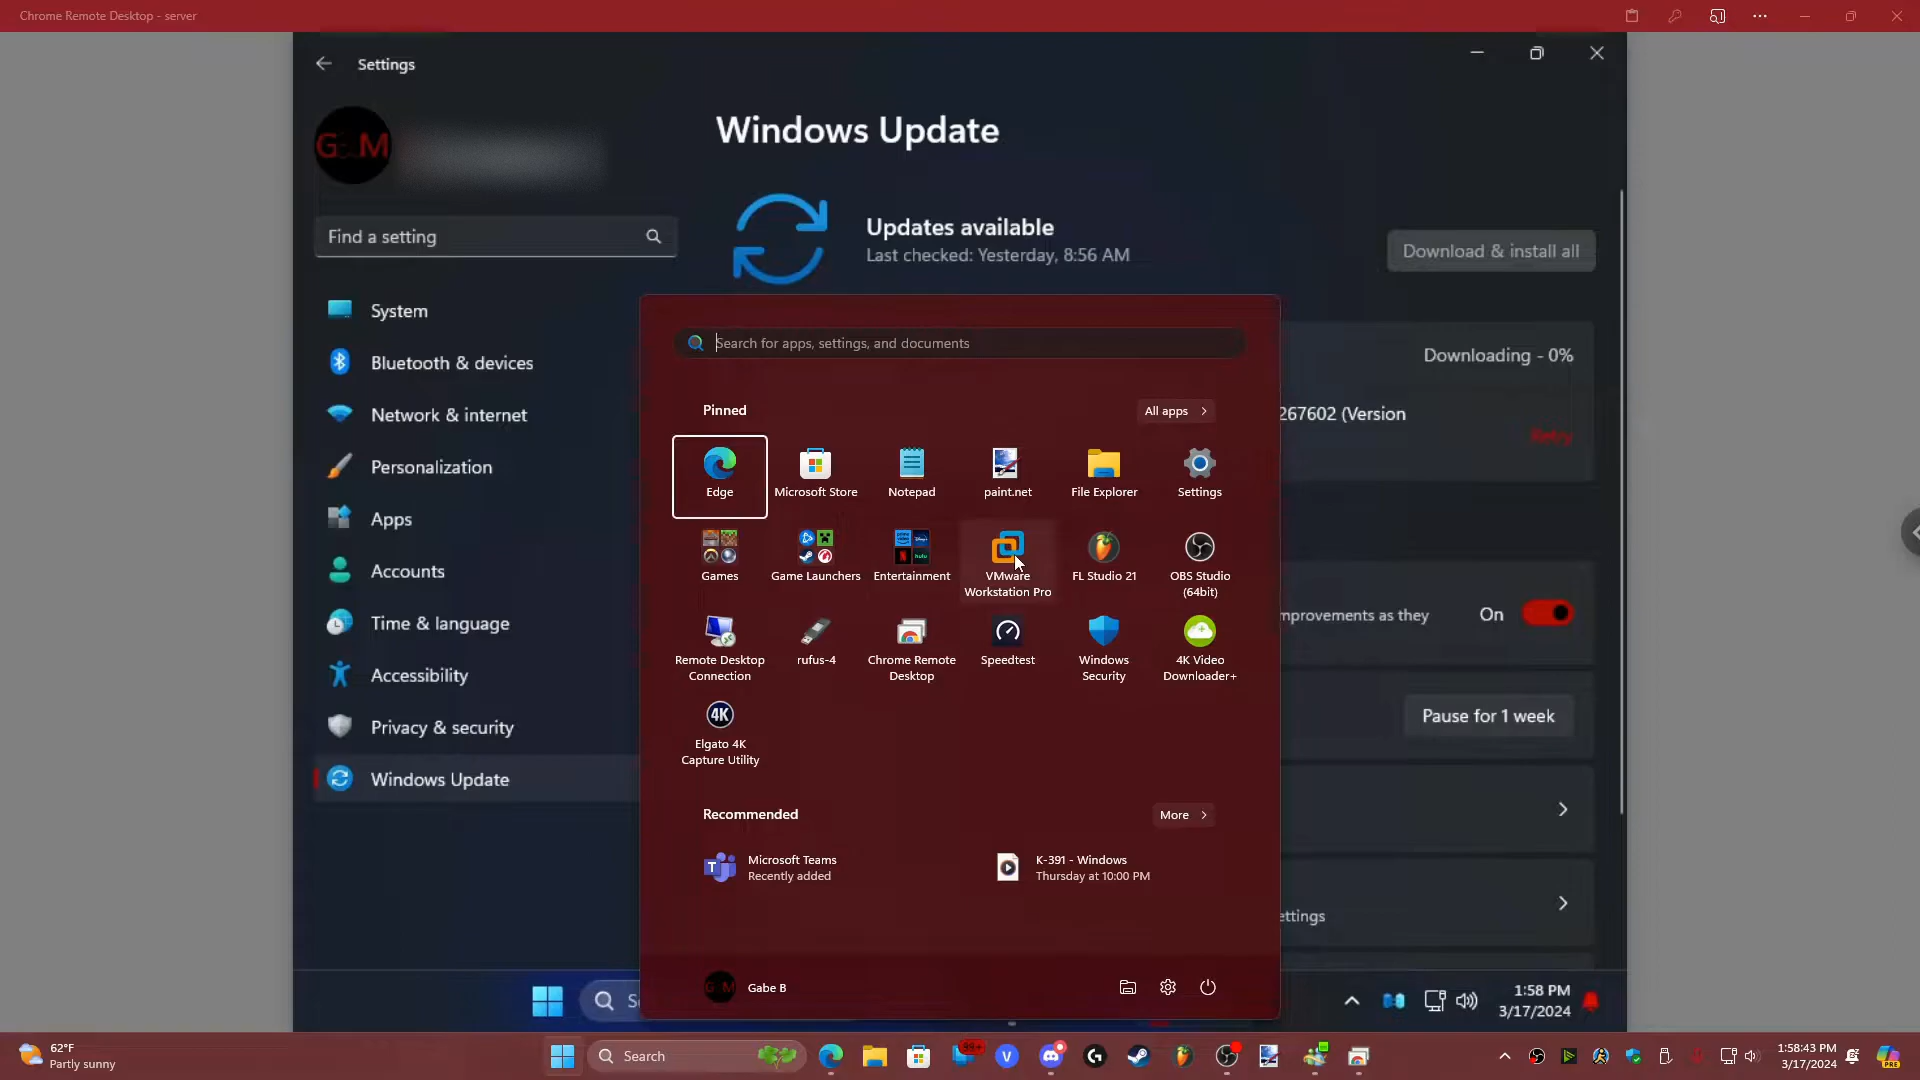 Chrome Remote Desktop - server
Settings
Windows Update
Updates available
Last checked: Yesterday, 8:56 AM
Download & install all
Find a setting
System
Bluetooth & devices
Network & internet
Personalization
Apps
Accounts
Time & language
Accessibility
Privacy & security
Windows Update
Downloading - 0%
267602 (Version
Retry
mprovements as they
On
Pause for 1 week
ettings
Search for apps, settings, and documents
Pinned
All apps
Edge
Microsoft Store
Notepad
paint.net
File Explorer
Settings
Games
Game Launchers
Entertainment
VMware
Workstation Pro
FL Studio 21
OBS Studio
(64bit)
Remote Desktop
Connection
rufus-4
Chrome Remote
Desktop
Speedtest
Windows
Security
4K Video
Downloader+
4K
Elgato 4K
Capture Utility
Recommended
More
Microsoft Teams
Recently added
K-391 - Windows
Thursday at 10:00 PM
Gabe B
1:58 PM
3/17/2024
62°F
Partly sunny
Search
99+
1:58:43 PM
3/17/2024
PRE